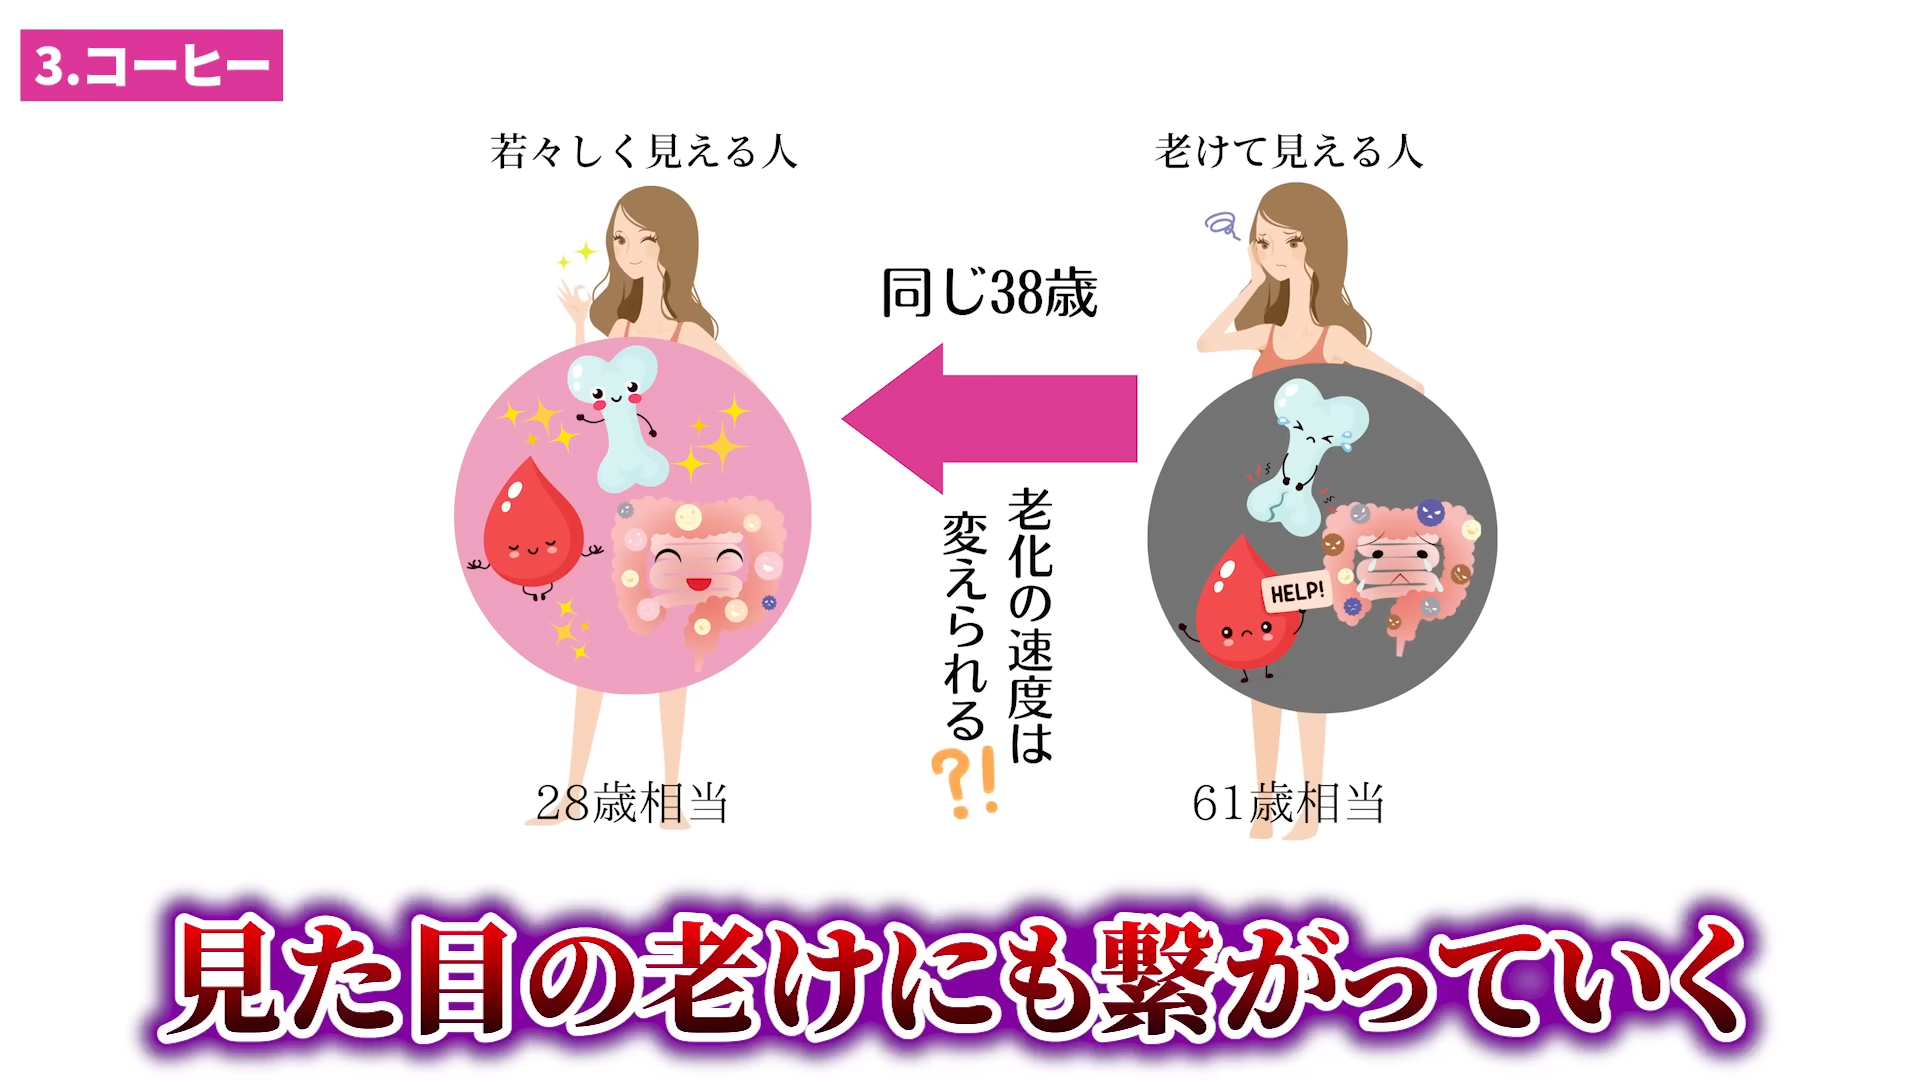 3.コーヒー
若々しく見える人
老けて見える人
同じ38歳
老化の速度は
変えられる?!
HELP!
28歳相当
61歳相当
見た目の老けにも繋がっていく